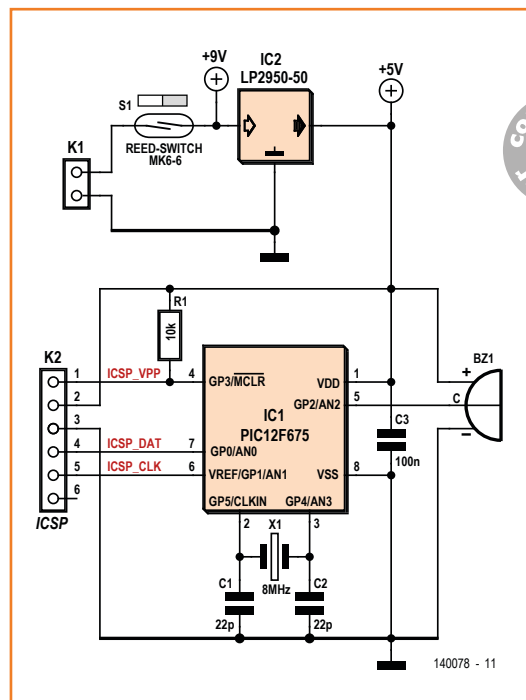 +9V
IC2
LP2950-50
+5V
S1
REED-SWITCH
MK6-6
K1
R1
10k
K2
1
ICSP_VPP
4
GP3/MCLR
VDD
1
2
GP2/AN2
5
C
BZ1
+
–
3
IC1
PIC12F675
C3
100n
4
ICSP_DAT
7
GP0/AN0
5
ICSP_CLK
6
VREF/GP1/AN1
VSS
8
6
ICSP
GP5/CLKIN
GP4/AN3
2
X1
3
8MHz
C1
22p
C2
22p
140078 - 11